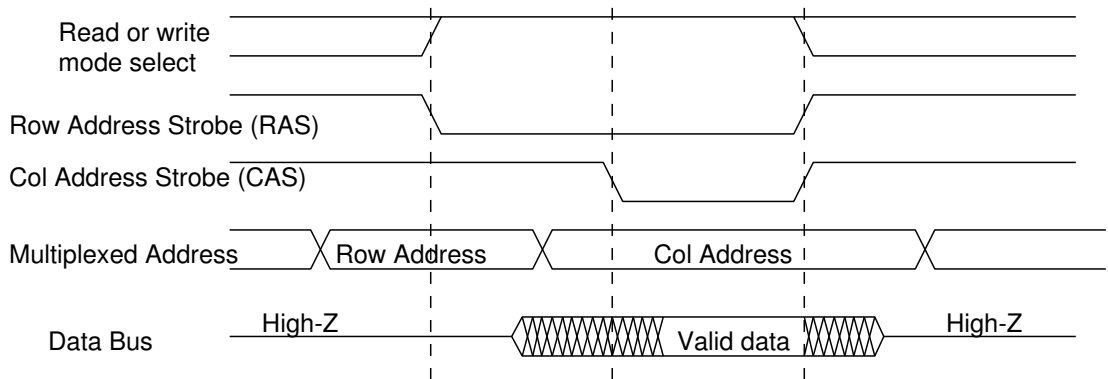 Read or write
mode select
Row Address Strobe (RAS)
Col Address Strobe (CAS)
Multiplexed Address
Row Address
Col Address
Data Bus
High-Z
Valid data
High-Z